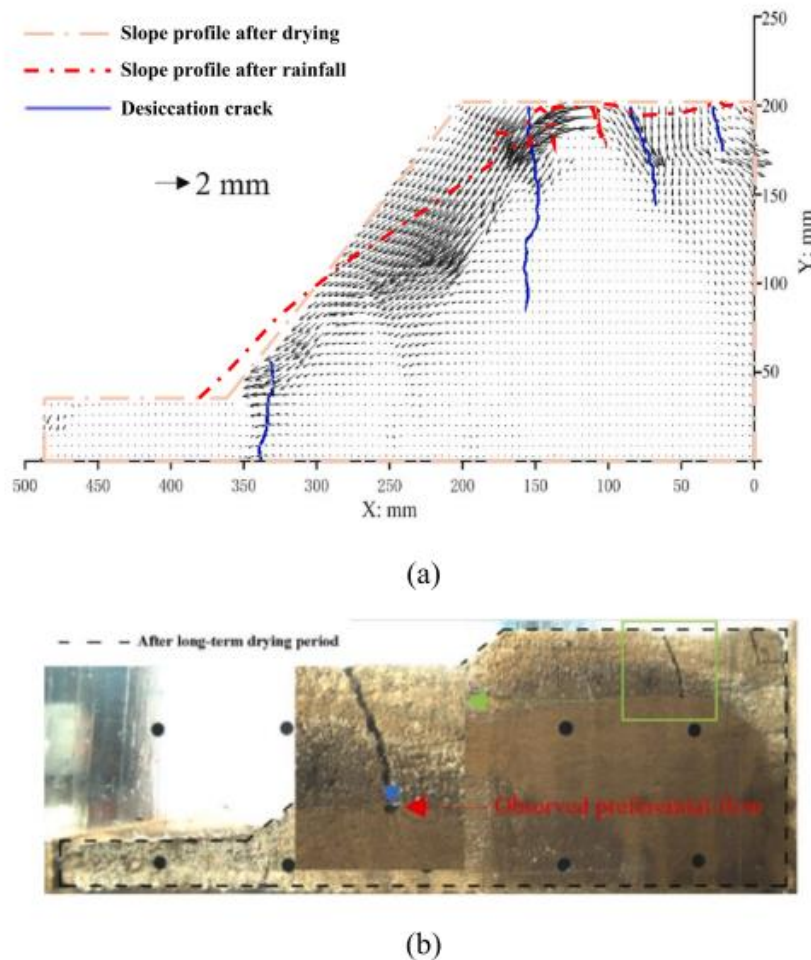 Slope profile after drying
Slope profile after rainfall
Desiccation crack
2 mm
250
200
150
100
50
Y: mm
500 450 400 350 300 250 200 150 100 50 0
X: mm
(a)
After long-term drying period
Observed preferential flow
(b)